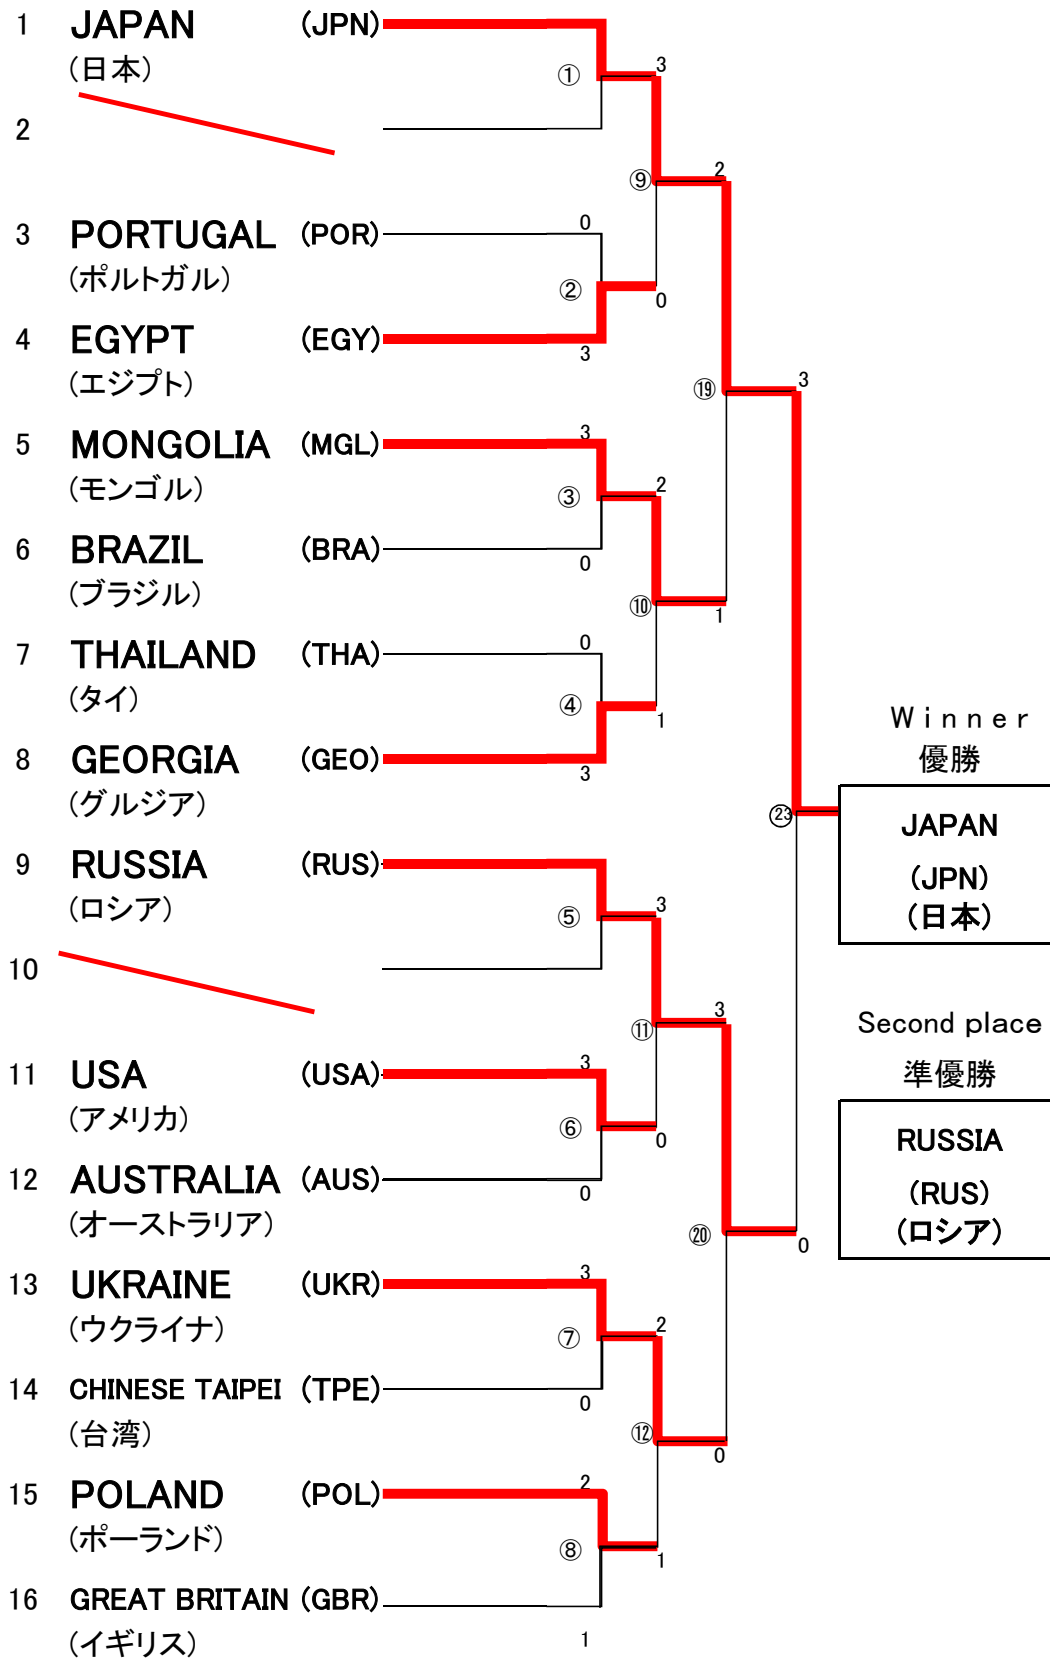 1 JAPAN (JPN)
(日本)
① 3
2
⑨ 2
3 PORTUGAL (POR) 0
(ポルトガル)
② 0
4 EGYPT (EGY) 3
(エジプト)
⑲ 3
5 MONGOLIA (MGL) 3
(モンゴル)
③ 2
6 BRAZIL (BRA) 0
(ブラジル)
⑩ 1
7 THAILAND (THA) 0
(タイ)
④ 1
8 GEORGIA (GEO) 3
(グルジア)
Winner
優勝
㉓
JAPAN
(JPN)
(日本)
9 RUSSIA (RUS)
(ロシア)
⑤ 3
10
⑪ 3
Second place
準優勝
RUSSIA
(RUS)
(ロシア)
11 USA (USA) 3
(アメリカ)
⑥ 0
12 AUSTRALIA (AUS) 0
(オーストラリア)
⑳ 0
13 UKRAINE (UKR) 3
(ウクライナ)
⑦ 2
14 CHINESE TAIPEI (TPE) 0
(台湾)
⑫ 0
15 POLAND (POL) 2
(ポーランド)
⑧ 1
16 GREAT BRITAIN (GBR)
(イギリス) 1